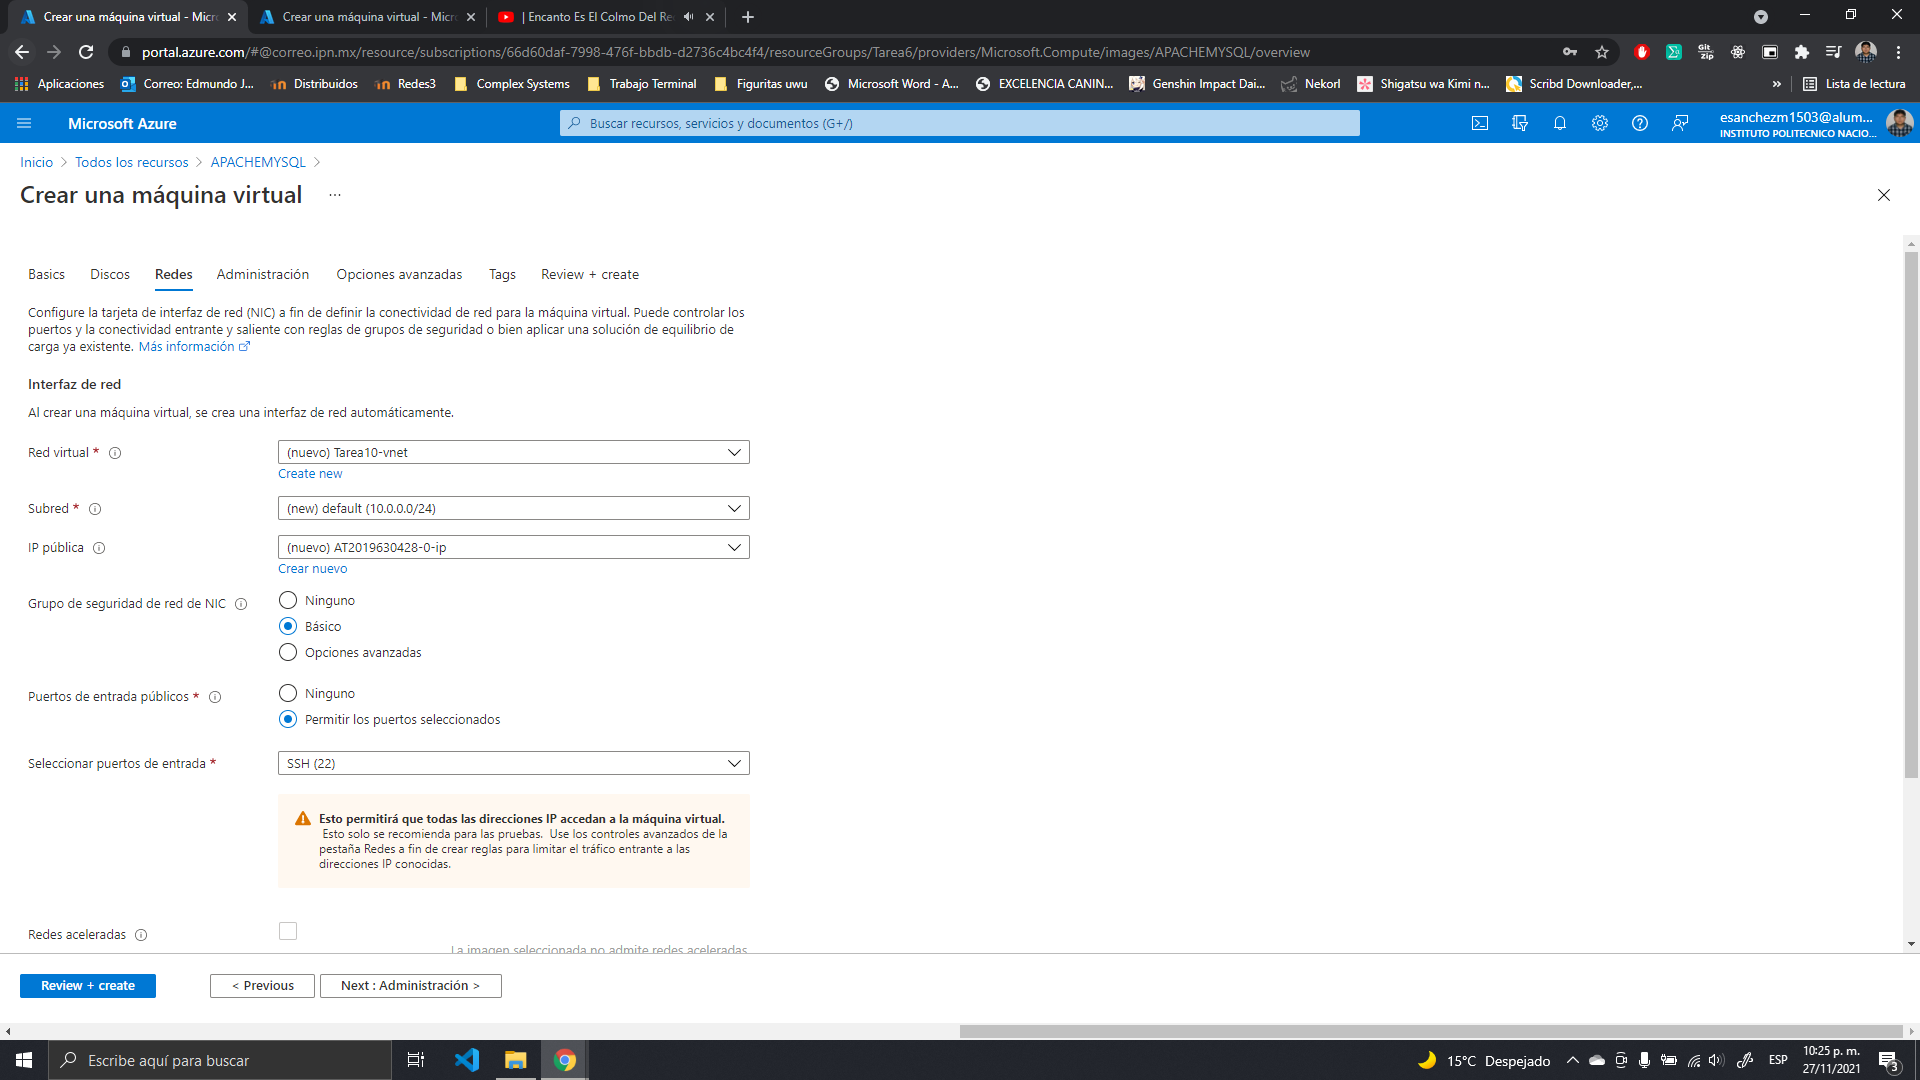 Crear una máquina virtual - Micr
Crear una máquina virtual - Micr
| Encanto Es El Colmo Del Re
portal.azure.com/#@correo.ipn.mx/resource/subscriptions/66d60daf-7998-476f-bbdb-d2736c4bc4f4/resourceGroups/Tarea6/providers/Microsoft.Compute/images/APACHEMYSQL/overview
Aplicaciones
Correo: Edmundo J...
Distribuidos
Redes3
Complex Systems
Trabajo Terminal
Figuritas uwu
Microsoft Word - A...
EXCELENCIA CANIN...
Genshin Impact Dai...
Nekorl
Shigatsu wa Kimi n...
Scribd Downloader,...
»
Lista de lectura
Microsoft Azure
Buscar recursos, servicios y documentos (G+/)
esanchezm1503@alum...
INSTITUTO POLITECNICO NACIO...
Inicio > Todos los recursos > APACHEMYSQL >
Crear una máquina virtual ...
Basics
Discos
Redes
Administración
Opciones avanzadas
Tags
Review + create
Configure la tarjeta de interfaz de red (NIC) a fin de definir la conectividad de red para la máquina virtual. Puede controlar los
puertos y la conectividad entrante y saliente con reglas de grupos de seguridad o bien aplicar una solución de equilibrio de
carga ya existente. Más información
Interfaz de red
Al crear una máquina virtual, se crea una interfaz de red automáticamente.
Red virtual *
(nuevo) Tarea10-vnet
Create new
Subred *
(new) default (10.0.0.0/24)
IP pública
(nuevo) AT2019630428-0-ip
Crear nuevo
Grupo de seguridad de red de NIC
Ninguno
Básico
Opciones avanzadas
Puertos de entrada públicos *
Ninguno
Permitir los puertos seleccionados
Seleccionar puertos de entrada *
SSH (22)
Esto permitirá que todas las direcciones IP accedan a la máquina virtual.
Esto solo se recomienda para las pruebas. Use los controles avanzados de la
pestaña Redes a fin de crear reglas para limitar el tráfico entrante a las
direcciones IP conocidas.
Redes aceleradas
La imagen seleccionada no admite redes aceleradas.
Review + create
< Previous
Next : Administración >
Escribe aquí para buscar
15°C Despejado
ESP
10:25 p. m.
27/11/2021
3